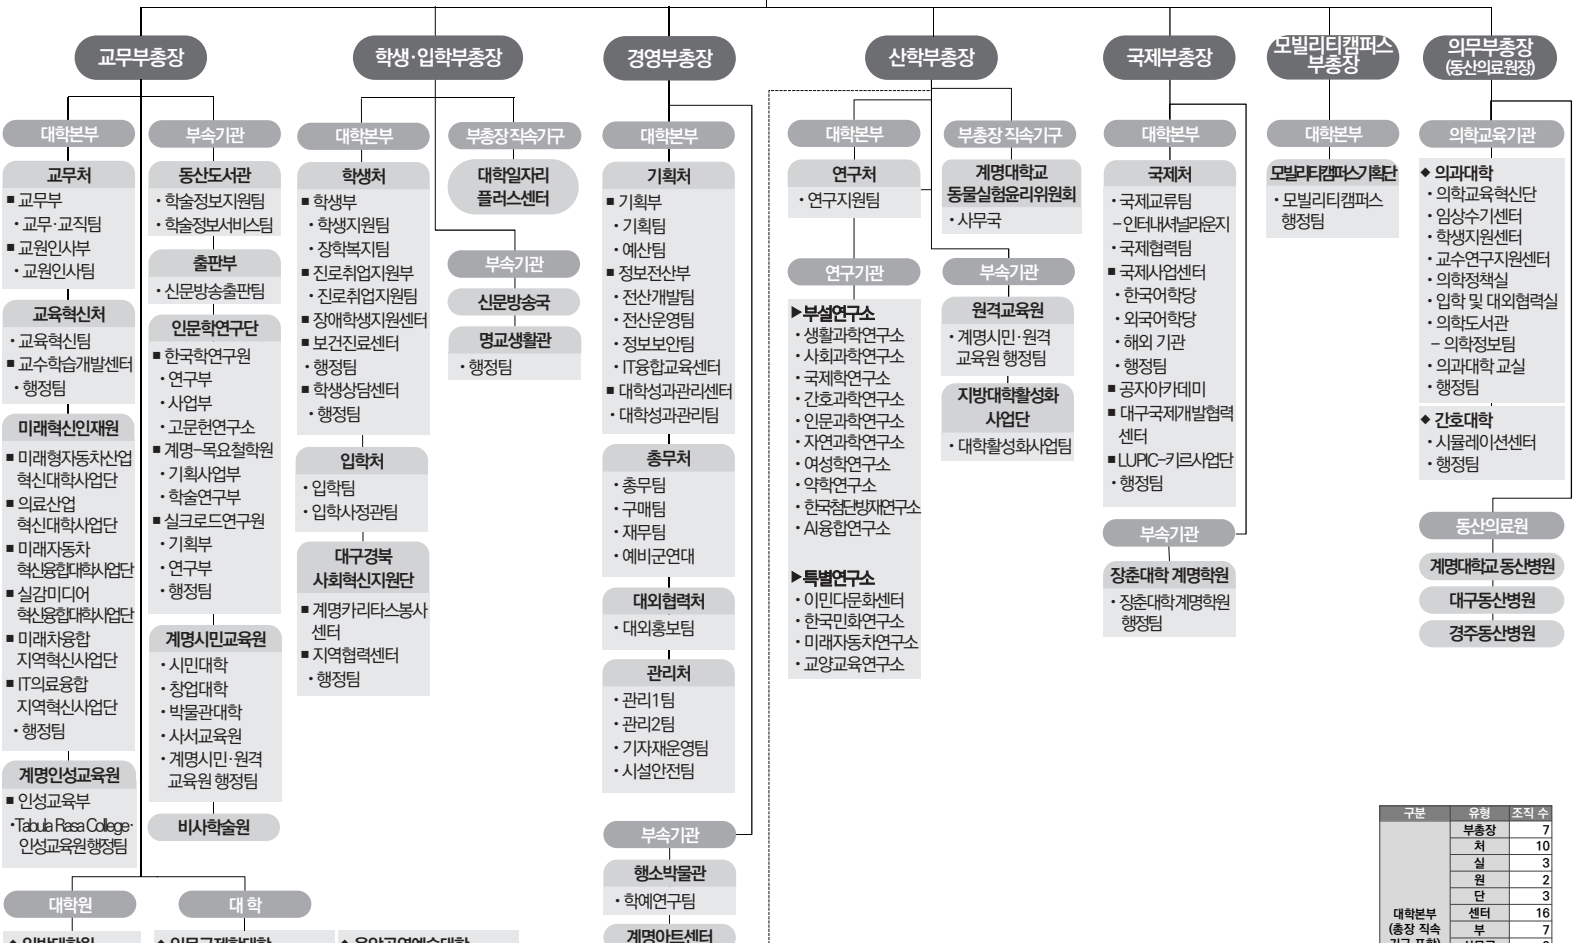 교무부총장
대학본부
교무처
■ 교무부
· 교무·교직팀
■ 교원인사부
· 교원인사팀
교육혁신처
· 교육혁신팀
■ 교수학습개발센터
· 행정팀
미래혁신인재원
■ 미래형자동차산업
혁신대학사업단
■ 의료산업
혁신대학사업단
■ 미래자동차
혁신융합대학사업단
■ 실감미디어
혁신융합대학사업단
■ 미래차융합
지역혁신사업단
■ IT의료융합
지역혁신사업단
· 행정팀
계명인성교육원
■ 인성교육부
·Tabula Rasa College·
인성교육원행정팀
부속기관
동산도서관
· 학술정보지원팀
· 학술정보서비스팀
출판부
· 신문방송출판팀
인문학연구단
■ 한국학연구원
· 연구부
· 사업부
· 고문헌연구소
■ 계명-목요철학원
· 기획사업부
· 학술연구부
■ 실크로드연구원
· 기획부
· 연구부
· 행정팀
계명시민교육원
· 시민대학
· 창업대학
· 박물관대학
· 사서교육원
· 계명시민·원격
교육원 행정팀
비사학술원
대학원
대 학
학생·입학부총장
대학본부
학생처
■ 학생부
· 학생지원팀
· 장학복지팀
■ 진로취업지원부
· 진로취업지원팀
■ 장애학생지원센터
■ 보건진료센터
· 행정팀
■ 학생상담센터
· 행정팀
입학처
· 입학팀
· 입학사정관팀
대구경북
사회혁신지원단
■ 계명카리타스봉사
센터
■ 지역협력센터
· 행정팀
부총장 직속기구
대학일자리
플러스센터
부속기관
신문방송국
명교생활관
· 행정팀
경영부총장
대학본부
기획처
■ 기획부
· 기획팀
· 예산팀
■ 정보전산부
· 전산개발팀
· 전산운영팀
· 정보보안팀
· IT융합교육센터
■ 대학성과관리센터
· 대학성과관리팀
총무처
· 총무팀
· 구매팀
· 재무팀
· 예비군연대
대외협력처
· 대외홍보팀
관리처
· 관리1팀
· 관리2팀
· 기자재운영팀
· 시설안전팀
부속기관
행소박물관
· 학예연구팀
계명아트센터
산학부총장
대학본부
연구처
· 연구지원팀
연구기관
▶부설연구소
· 생활과학연구소
· 사회과학연구소
· 국제학연구소
· 간호과학연구소
· 인문과학연구소
· 자연과학연구소
· 여성학연구소
· 약학연구소
· 한국첨단방재연구소
· AI융합연구소
▶특별연구소
· 이민다문화센터
· 한국민화연구소
· 미래자동차연구소
· 교양교육연구소
부총장 직속기구
계명대학교
동물실험윤리위원회
· 사무국
부속기관
원격교육원
· 계명시민·원격
교육원 행정팀
지방대학활성화
사업단
· 대학활성화사업팀
국제부총장
대학본부
국제처
· 국제교류팀
– 인터내셔널라운지
· 국제협력팀
■ 국제사업센터
· 한국어학당
· 외국어학당
· 해외 기관
· 행정팀
■ 공자아카데미
■ 대구국제개발협력
센터
■ LUPIC-키르사업단
· 행정팀
부속기관
장춘대학 계명학원
· 장춘대학계명학원
행정팀
모빌리티캠퍼스
부총장
대학본부
모빌리티캠퍼스기획단
· 모빌리티캠퍼스
행정팀
의무부총장
(동산의료원장)
의학교육기관
◆ 의과대학
· 의학교육혁신단
· 임상수기센터
· 학생지원센터
· 교수연구지원센터
· 의학정책실
· 입학 및 대외협력실
· 의학도서관
– 의학정보팀
· 의과대학 교실
· 행정팀
◆ 간호대학
· 시뮬레이션센터
· 행정팀
동산의료원
계명대학교 동산병원
대구동산병원
경주동산병원
구분 유형 조직 수
부총장 7
처 10
실 3
원 2
단 3
대학본부 센터 16
(총장 직속 부 7